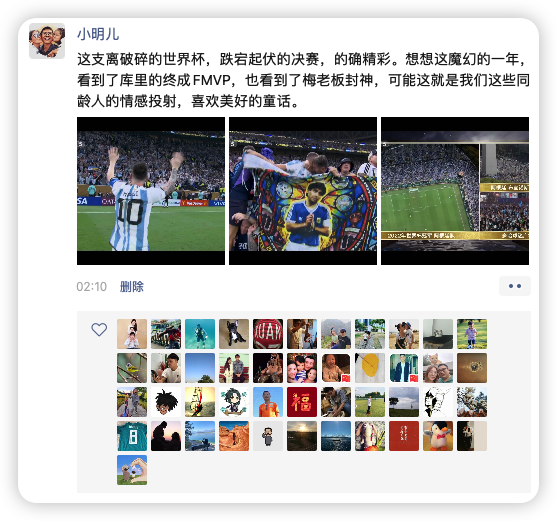 小明儿
这支离破碎的世界杯，跌宕起伏的决赛，的确精彩。想想这魔幻的一年，
看到了库里的终成FMVP，也看到了梅老板封神，可能这就是我们这些同
龄人的情感投射，喜欢美好的童话。
10
VISA
02:10
删除
福
8